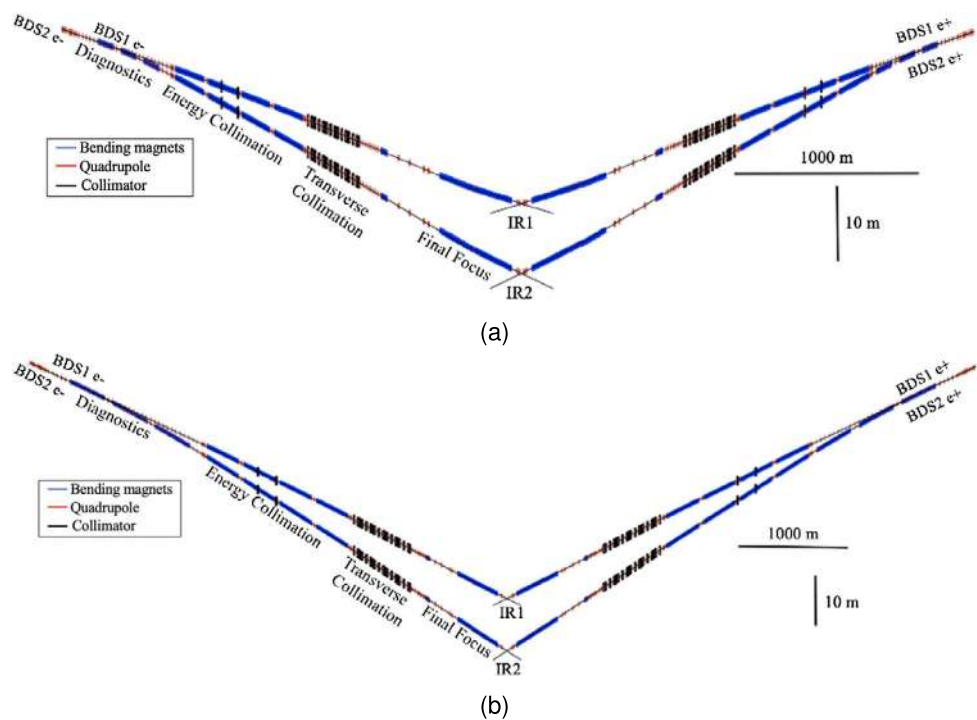 BDS1 e-
BDS2 e-
Diagnostics
Energy Collimation
Transverse
Collimation
Final Focus
IR1
IR2
BDS1 e+
BDS2 e+
Bending magnets
Quadrupole
Collimator
1000 m
10 m
(a)
BDS1 e-
BDS2 e-
Diagnostics
Energy Collimation
Transverse
Collimation
Final Focus
IR1
IR2
BDS1 e+
BDS2 e+
Bending magnets
Quadrupole
Collimator
1000 m
10 m
(b)